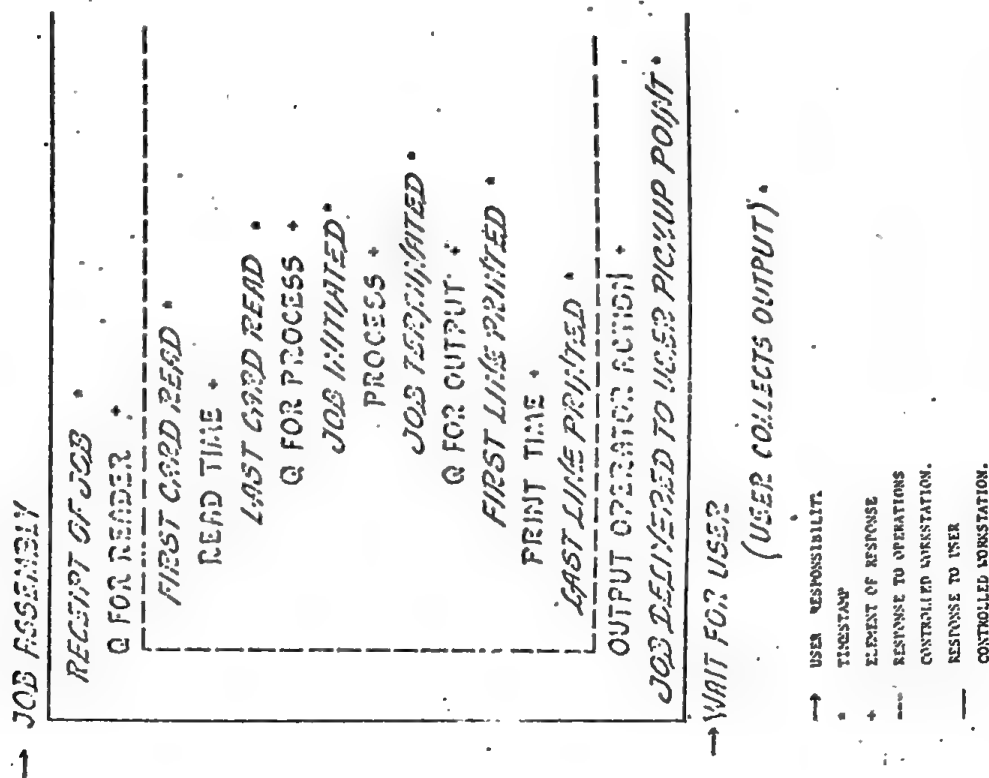 → JOB ASSEMBLY
RECEIPT OF JOB *
Q FOR READER +
FIRST CARD READ *
READ TIME +
LAST CARD READ *
Q FOR PROCESS +
JOB INITIATED *
PROCESS +
JOB TERMINATED *
Q FOR OUTPUT +
FIRST LINE PRINTED *
PRINT TIME +
LAST LINE PRINTED *
OUTPUT OPERATOR ACTION +
JOB DELIVERED TO USER PICKUP POINT *
→ WAIT FOR USER
(USER COLLECTS OUTPUT) *
→ USER RESPONSIBILITY
* TIMESTAMP
+ ELEMENT OF RESPONSE
--- RESPONSE TO OPERATIONS
CONTROLLED WORKSTATION.
RESPONSE TO USER
— CONTROLLED WORKSTATION.